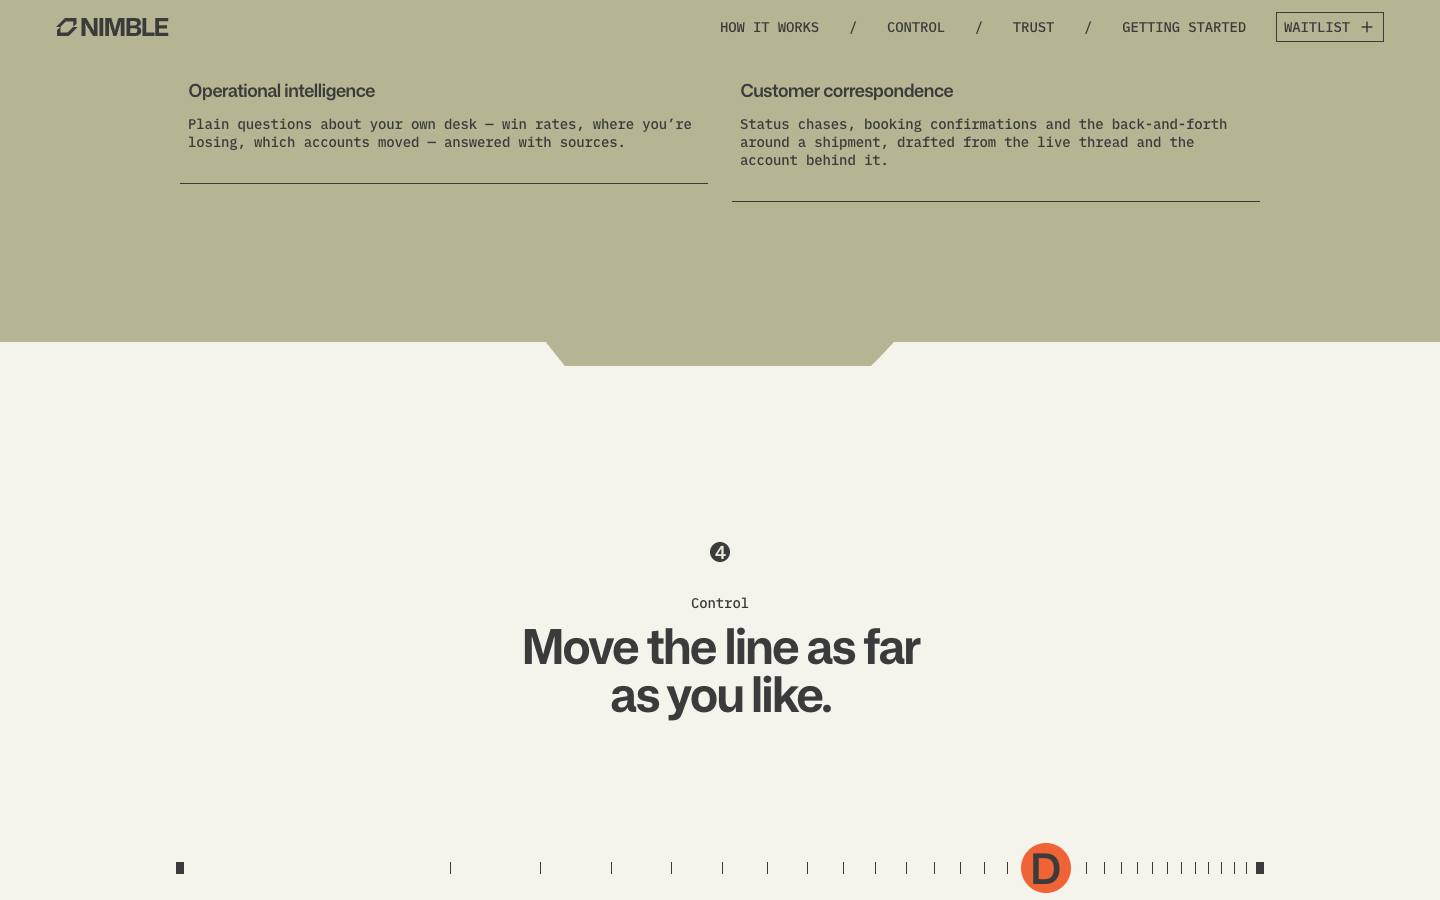 NIMBLE
HOW IT WORKS / CONTROL / TRUST / GETTING STARTED WAITLIST +
Operational intelligence
Plain questions about your own desk — win rates, where you’re
losing, which accounts moved — answered with sources.
Customer correspondence
Status chases, booking confirmations and the back-and-forth
around a shipment, drafted from the live thread and the
account behind it.
4
Control
Move the line as far
as you like.
D